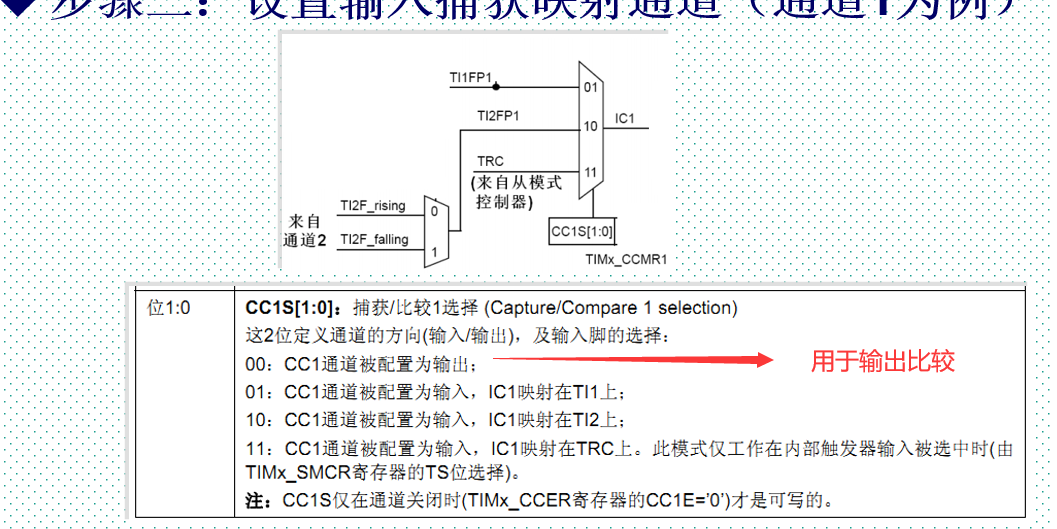 ◆ 步骤二：设置输入捕获映射通道（通道1为例）
TI1FP1
01
TI2FP1
10
IC1
TRC
11
(来自从模式
控制器)
TI2F_rising
0
来自
通道2
TI2F_falling
1
CC1S[1:0]
TIMx_CCMR1
位1:0
CC1S[1:0]：捕获/比较1选择 (Capture/Compare 1 selection)
这2位定义通道的方向(输入/输出)，及输入脚的选择：
00：CC1通道被配置为输出；
用于输出比较
01：CC1通道被配置为输入，IC1映射在TI1上；
10：CC1通道被配置为输入，IC1映射在TI2上；
11：CC1通道被配置为输入，IC1映射在TRC上。此模式仅工作在内部触发器输入被选中时(由
TIMx_SMCR寄存器的TS位选择)。
注：CC1S仅在通道关闭时(TIMx_CCER寄存器的CC1E='0')才是可写的。